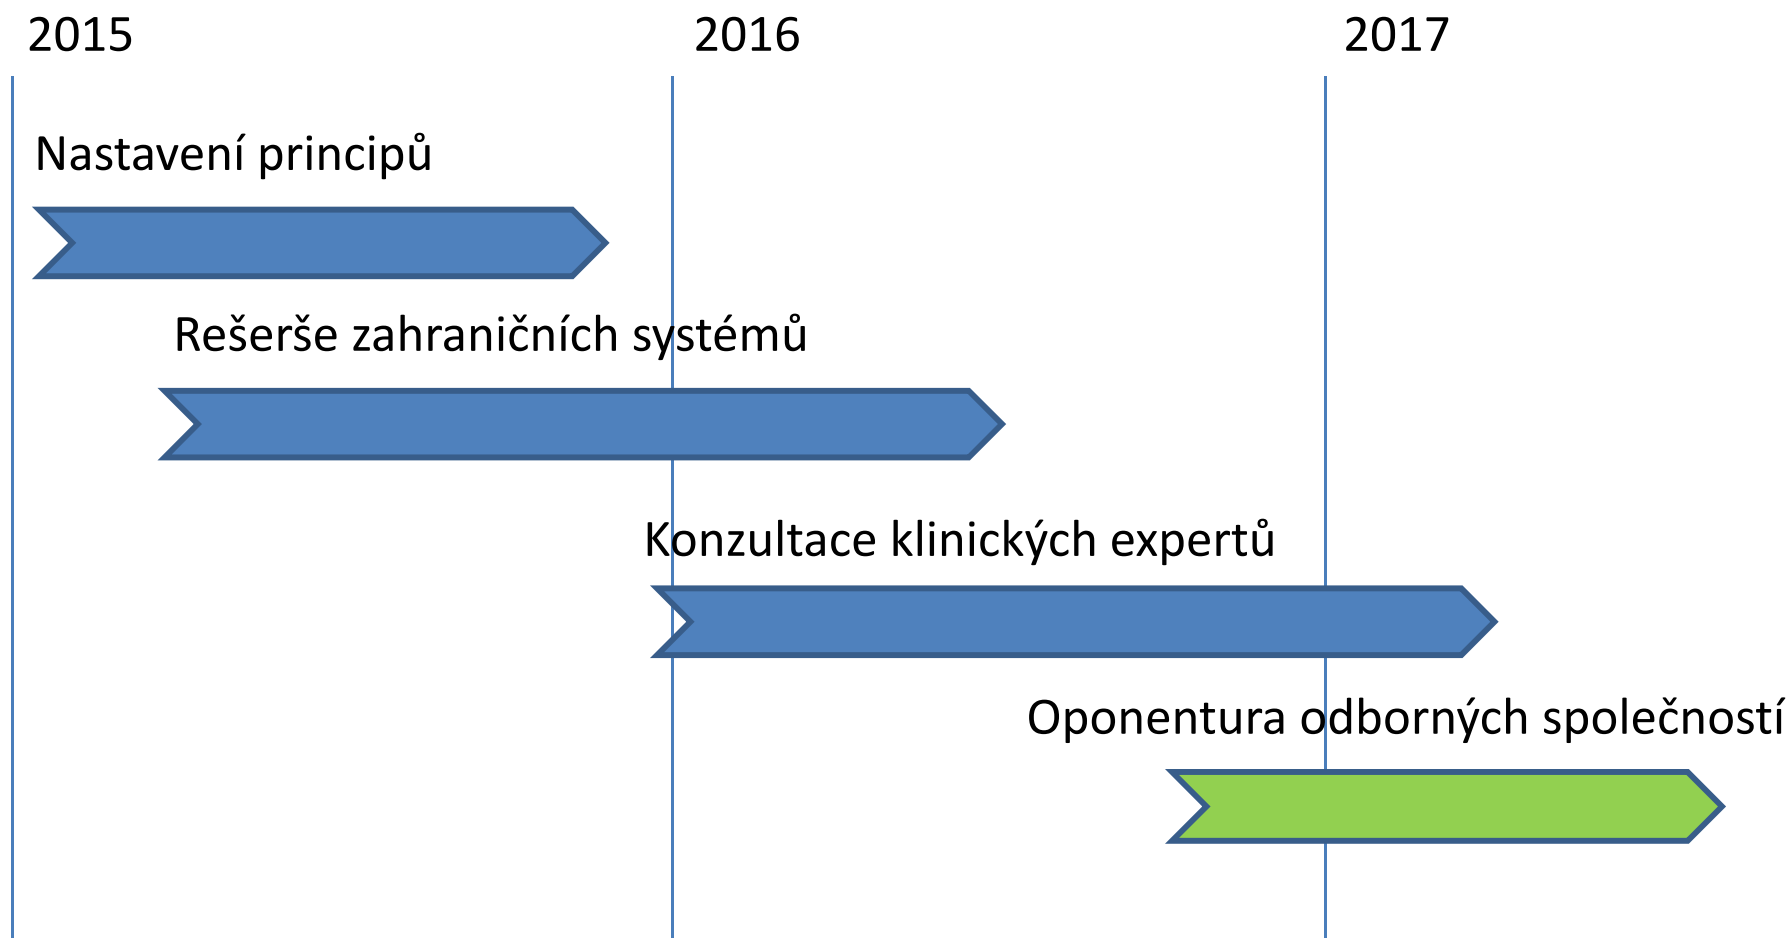 2015 2016 2017
Nastavení principů
Rešerše zahraničních systémů
Konzultace klinických expertů
Oponentura odborných společností